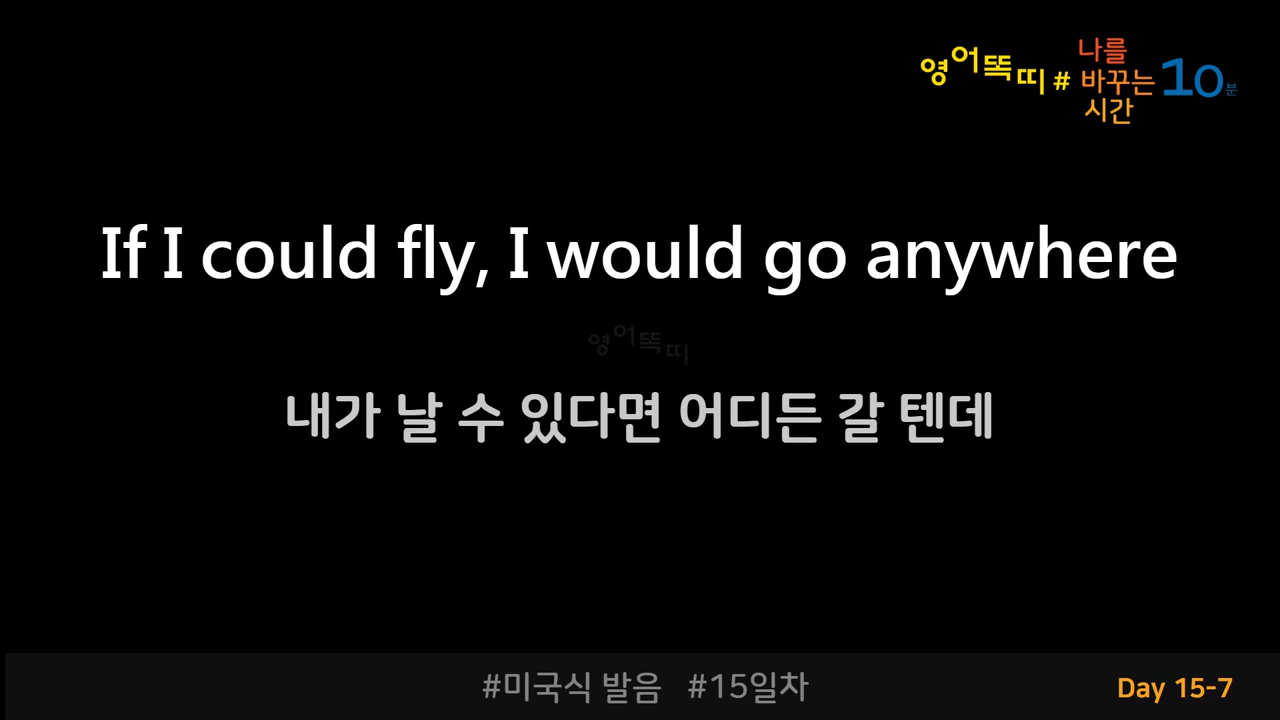 영어똑띠 # 나를 바꾸는 시간 10분
If I could fly, I would go anywhere
영어똑띠
내가 날 수 있다면 어디든 갈 텐데
#미국식 발음 #15일차
Day 15-7